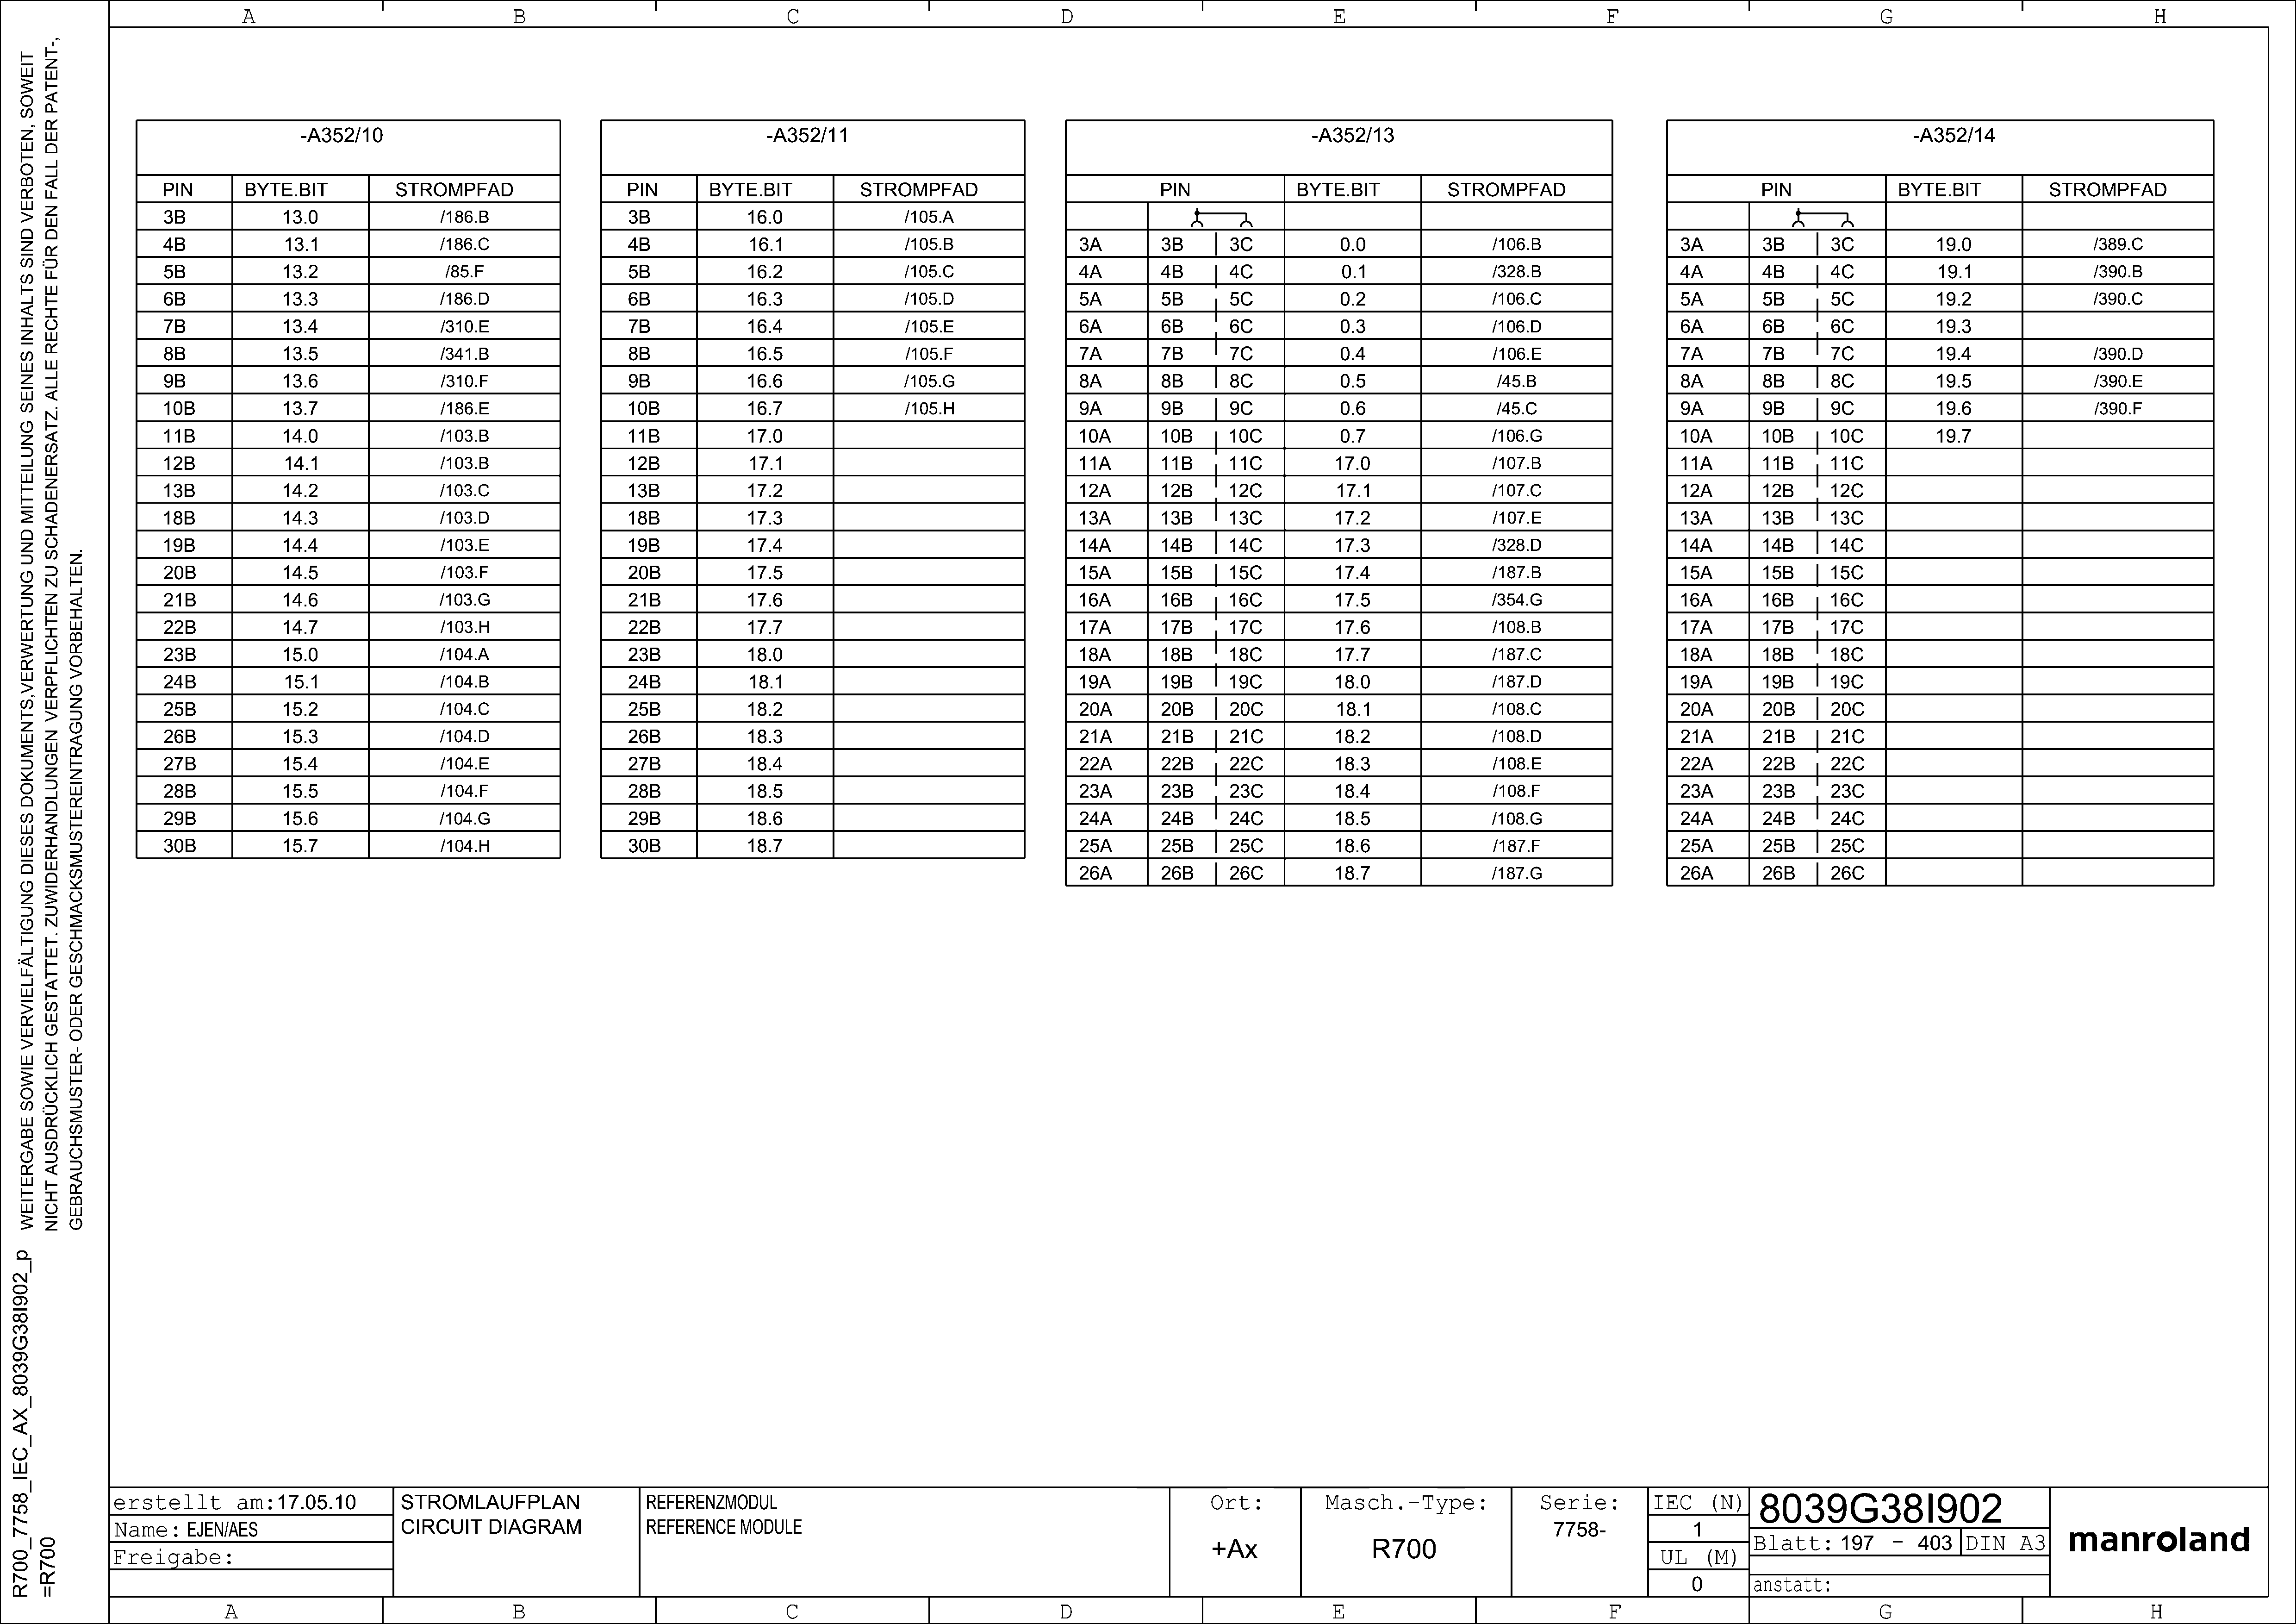 A B C D E F G H
WEITERGABE SOWIE VERVIELFÄLTIGUNG DIESES DOKUMENTS,VERWERTUNG UND MITTEILUNG SEINES INHALTS SIND VERBOTEN, SOWEIT
NICHT AUSDRÜCKLICH GESTATTET. ZUWIDERHANDLUNGEN VERPFLICHTEN ZU SCHADENERSATZ. ALLE RECHTE FÜR DEN FALL DER PATENT-,
GEBRAUCHSMUSTER- ODER GESCHMACKSMUSTEREINTRAGUNG VORBEHALTEN.
R700_7758_IEC_AX_8039G38I902_p
=R700
-A352/10
PIN BYTE.BIT STROMPFAD
3B 13.0 /186.B
4B 13.1 /186.C
5B 13.2 /85.F
6B 13.3 /186.D
7B 13.4 /310.E
8B 13.5 /341.B
9B 13.6 /310.F
10B 13.7 /186.E
11B 14.0 /103.B
12B 14.1 /103.B
13B 14.2 /103.C
18B 14.3 /103.D
19B 14.4 /103.E
20B 14.5 /103.F
21B 14.6 /103.G
22B 14.7 /103.H
23B 15.0 /104.A
24B 15.1 /104.B
25B 15.2 /104.C
26B 15.3 /104.D
27B 15.4 /104.E
28B 15.5 /104.F
29B 15.6 /104.G
30B 15.7 /104.H
-A352/11
PIN BYTE.BIT STROMPFAD
3B 16.0 /105.A
4B 16.1 /105.B
5B 16.2 /105.C
6B 16.3 /105.D
7B 16.4 /105.E
8B 16.5 /105.F
9B 16.6 /105.G
10B 16.7 /105.H
11B 17.0
12B 17.1
13B 17.2
18B 17.3
19B 17.4
20B 17.5
21B 17.6
22B 17.7
23B 18.0
24B 18.1
25B 18.2
26B 18.3
27B 18.4
28B 18.5
29B 18.6
30B 18.7
-A352/13
PIN BYTE.BIT STROMPFAD
3A 3B 3C 0.0 /106.B
4A 4B 4C 0.1 /328.B
5A 5B 5C 0.2 /106.C
6A 6B 6C 0.3 /106.D
7A 7B 7C 0.4 /106.E
8A 8B 8C 0.5 /45.B
9A 9B 9C 0.6 /45.C
10A 10B 10C 0.7 /106.G
11A 11B 11C 17.0 /107.B
12A 12B 12C 17.1 /107.C
13A 13B 13C 17.2 /107.E
14A 14B 14C 17.3 /328.D
15A 15B 15C 17.4 /187.B
16A 16B 16C 17.5 /354.G
17A 17B 17C 17.6 /108.B
18A 18B 18C 17.7 /187.C
19A 19B 19C 18.0 /187.D
20A 20B 20C 18.1 /108.C
21A 21B 21C 18.2 /108.D
22A 22B 22C 18.3 /108.E
23A 23B 23C 18.4 /108.F
24A 24B 24C 18.5 /108.G
25A 25B 25C 18.6 /187.F
26A 26B 26C 18.7 /187.G
-A352/14
PIN BYTE.BIT STROMPFAD
3A 3B 3C 19.0 /389.C
4A 4B 4C 19.1 /390.B
5A 5B 5C 19.2 /390.C
6A 6B 6C 19.3
7A 7B 7C 19.4 /390.D
8A 8B 8C 19.5 /390.E
9A 9B 9C 19.6 /390.F
10A 10B 10C 19.7
11A 11B 11C
12A 12B 12C
13A 13B 13C
14A 14B 14C
15A 15B 15C
16A 16B 16C
17A 17B 17C
18A 18B 18C
19A 19B 19C
20A 20B 20C
21A 21B 21C
22A 22B 22C
23A 23B 23C
24A 24B 24C
25A 25B 25C
26A 26B 26C
erstellt am:17.05.10
Name: EJEN/AES
Freigabe:
STROMLAUFPLAN
CIRCUIT DIAGRAM
REFERENZMODUL
REFERENCE MODULE
Ort:
+Ax
Masch.-Type:
R700
Serie:
7758-
IEC (N)
1
UL (M)
0
8039G38I902
Blatt: 197 - 403 DIN A3
anstatt:
manroland
A B C D E F G H